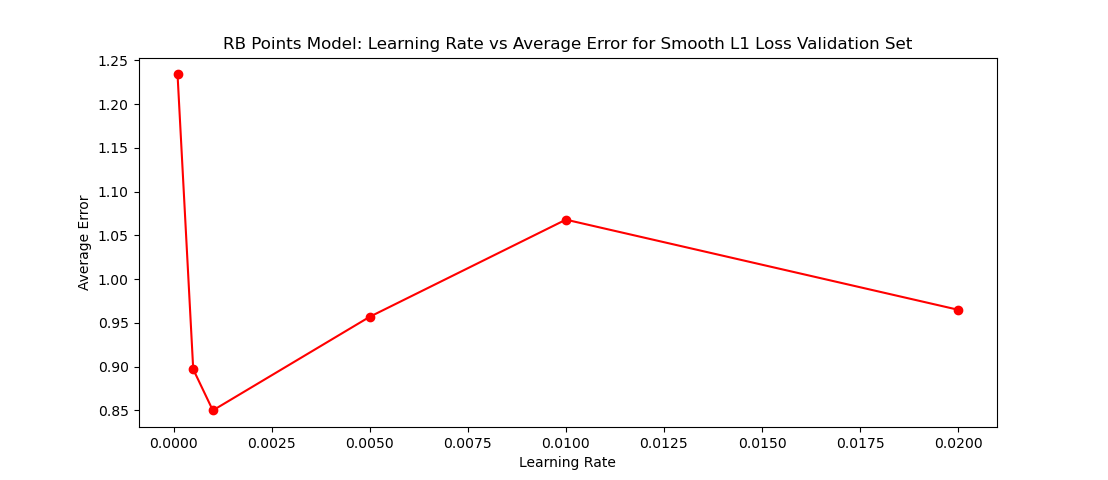 RB Points Model: Learning Rate vs Average Error for Smooth L1 Loss Validation Set
1.25
1.20
1.15
1.10
1.05
1.00
0.95
0.90
0.85
Average Error
0.0000 0.0025 0.0050 0.0075 0.0100 0.0125 0.0150 0.0175 0.0200
Learning Rate